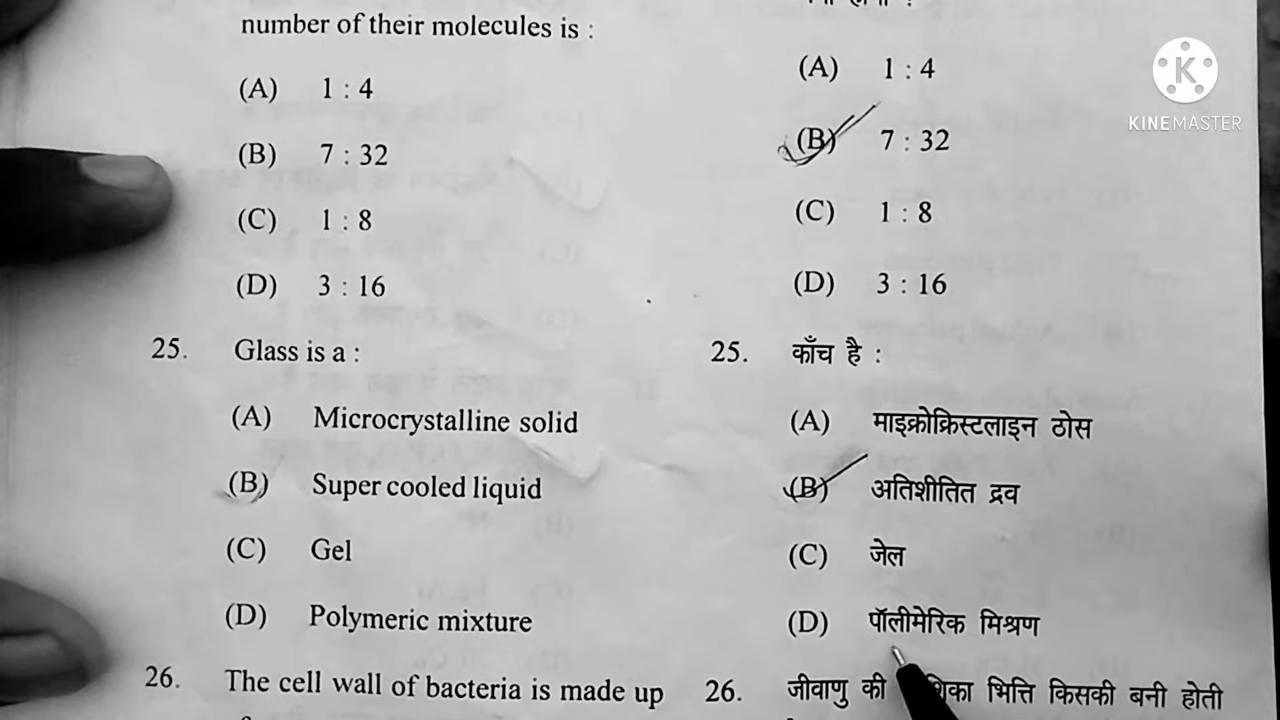 number of their molecules is :
(A) 1 : 4
(B) 7 : 32
(C) 1 : 8
(D) 3 : 16
25. Glass is a :
(A) Microcrystalline solid
(B) Super cooled liquid
(C) Gel
(D) Polymeric mixture
26. The cell wall of bacteria is made up
(A) 1 : 4
(B) 7 : 32
(C) 1 : 8
(D) 3 : 16
25. काँच है :
(A) माइक्रोक्रिस्टलाइन ठोस
(B) अतिशीतित द्रव
(C) जेल
(D) पॉलीमेरिक मिश्रण
26. जीवाणु की भित्ति किसकी बनी होती
KINEMASTER